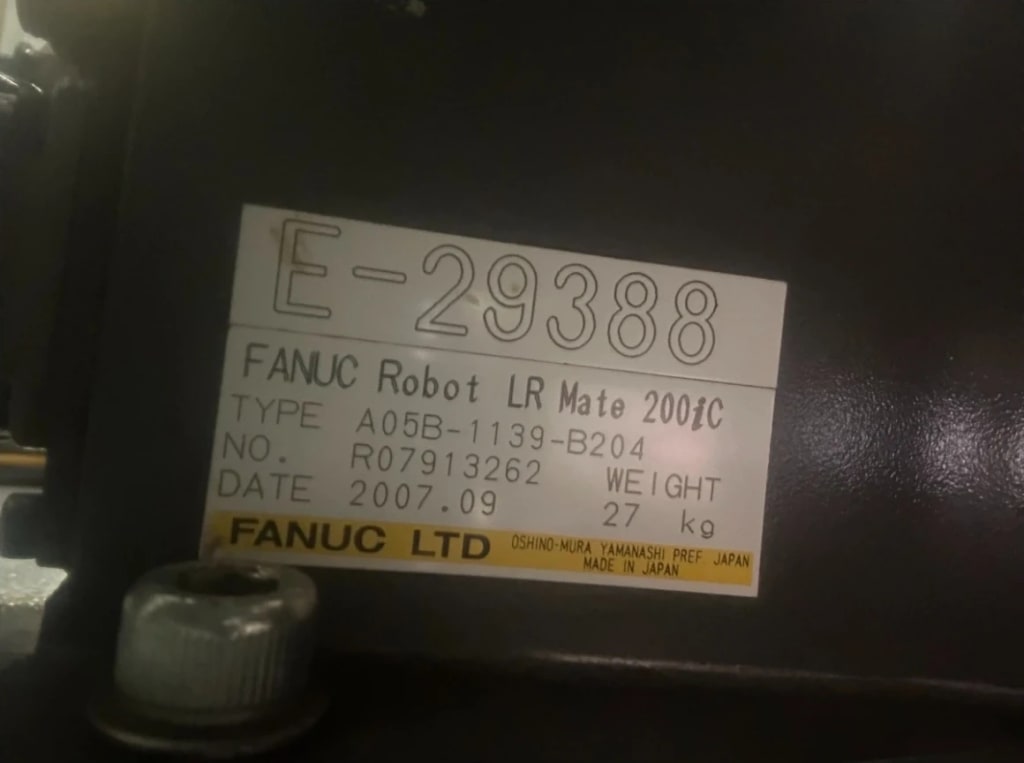 E-29388
FANUC Robot LR Mate 200iC
TYPE A05B-1139-B204
NO. R07913262 WEIGHT
DATE 2007.09 27 kg
FANUC LTD OSHINO-MURA YAMANASHI PREF. JAPAN
MADE IN JAPAN